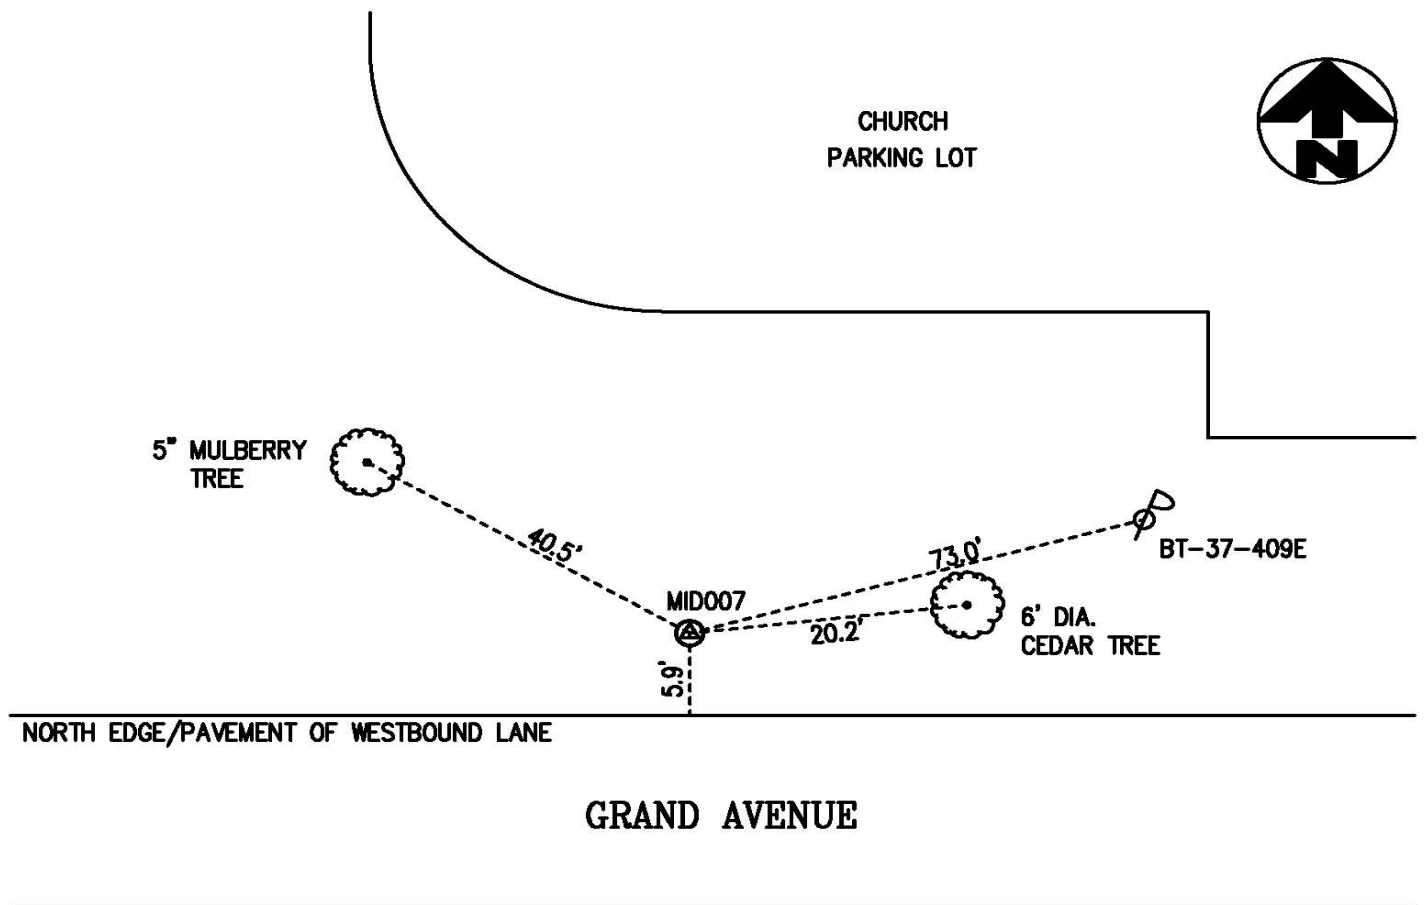 CHURCH
PARKING LOT
N
5" MULBERRY
TREE
40.5'
73.0'
BT-37-409E
MID007
20.2'
6' DIA.
CEDAR TREE
5.9'
NORTH EDGE/PAVEMENT OF WESTBOUND LANE
GRAND AVENUE